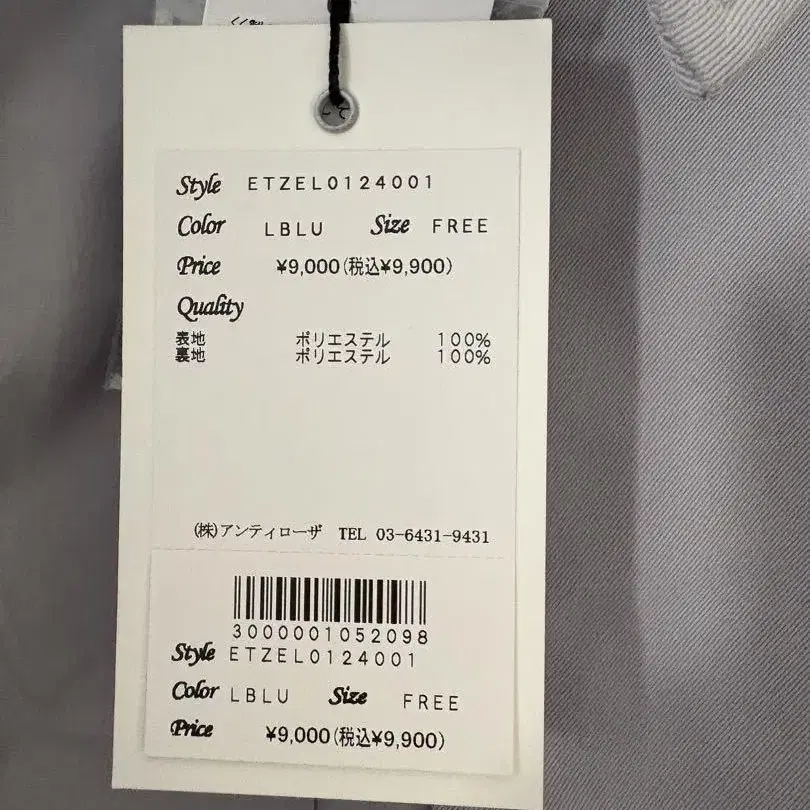 Style ETZEL0124001
Color LBLU Size FREE
Price ¥9,000(税込¥9,900)
Quality
表地 ポリエステル 100%
裏地 ポリエステル 100%
(株)アンティローザ TEL 03-6431-9431
3000001052098
Style ETZEL0124001
Color LBLU Size FREE
Price ¥9,000(税込¥9,900)